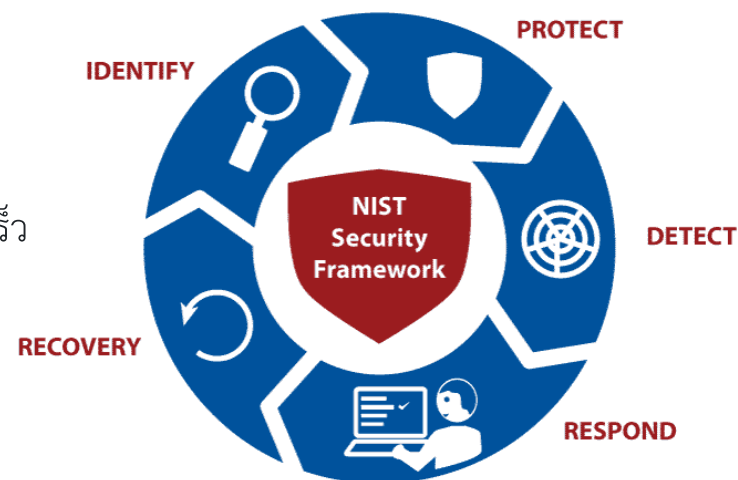 PROTECT
IDENTIFY
NIST
Security
Framework
DETECT
RECOVERY
RESPOND